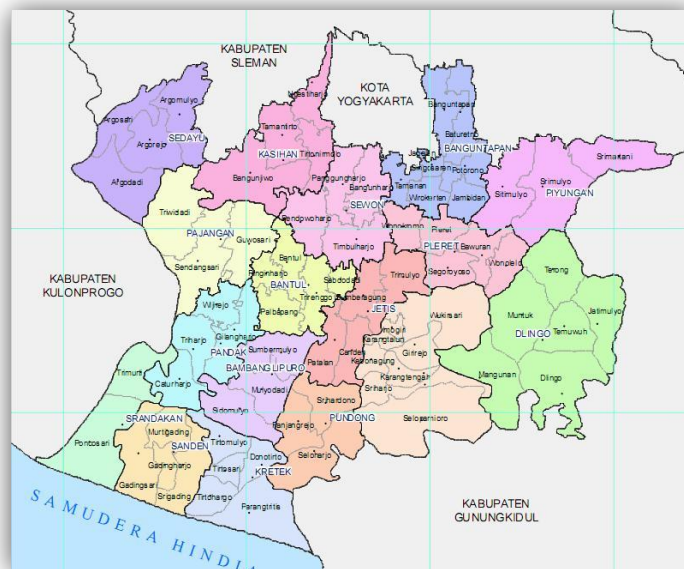 KABUPATEN
SLEMAN
KOTA
YOGYAKARTA
Ngestiharjo
Argomulyo
Argosari
SEDAYU
Argorejo
Argodadi
Tamantirto
Tirtonirmolo
KASIHAN
Bangunjiwo
Banguntapan
Baturetno
BANGUNTAPAN
Singosaren
Potorono
Tamanan
Wirokerten
Jambidan
Srimartani
Srimulyo
Sitimulyo
PIYUNGAN
Panggungharjo
Bangunharjo
SEWON
Pendowoharjo
Timbulharjo
Triwidadi
PAJANGAN
Guwosari
Sendangsari
Wonokromo
Pleret
PLERET
Bawuran
Segoroyoso
Wonolelo
KABUPATEN
KULONPROGO
Bantul
Ringinharjo
BANTUL
Sabdodadi
Trirenggo
Palbapang
Trimulyo
Sumberagung
JETIS
Patalan
Canden
Terong
Jatimulyo
Muntuk
Temuwuh
DLINGO
Mangunan
Dlingo
Wukirsari
Imogiri
Karangtalun
Girirejo
Kebonagung
Karangtengah
Sriharjo
Selopamioro
Wijirejo
Gilangharjo
Triharjo
PANDAK
Caturharjo
Sumbermulyo
BAMBANGLIPURO
Mulyodadi
Sidomulyo
Trimurti
SRANDAKAN
Poncosari
Murtigading
SANDEN
Gadingharjo
Gadingsari
Srigading
Srihardono
PUNDONG
Panjangrejo
Seloharjo
Tirtomulyo
Donotirto
Tirtosari
KRETEK
Tirtohargo
Parangtritis
SAMUDERA HINDIA
KABUPATEN
GUNUNGKIDUL